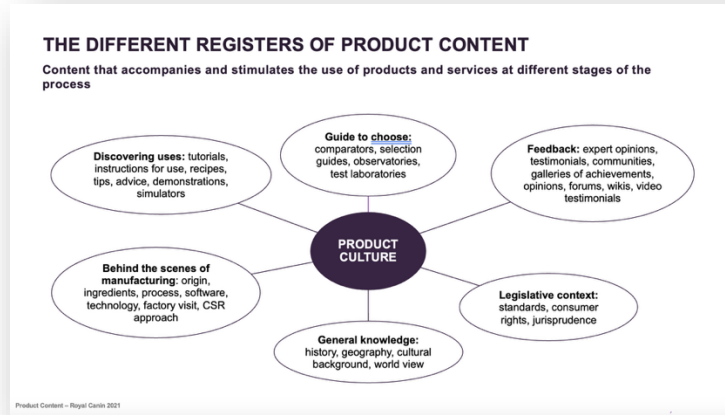 THE DIFFERENT REGISTERS OF PRODUCT CONTENT
Content that accompanies and stimulates the use of products and services at different stages of the
process
Guide to choose:
comparators, selection
guides, observatories,
test laboratories
Discovering uses: tutorials,
instructions for use, recipes,
tips, advice, demonstrations,
simulators
Feedback: expert opinions,
testimonials, communities,
galleries of achievements,
opinions, forums, wikis, video
testimonials
PRODUCT
CULTURE
Behind the scenes of
manufacturing: origin,
ingredients, process, software,
technology, factory visit, CSR
approach
Legislative context:
standards, consumer
rights, jurisprudence
General knowledge:
history, geography, cultural
background, world view
Product Content – Royal Canin 2021